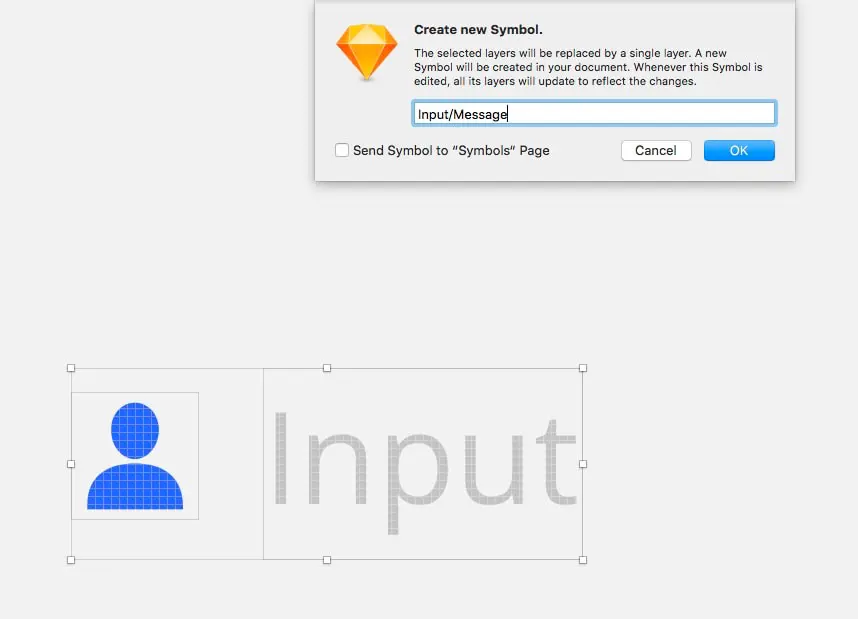 Create new Symbol.
The selected layers will be replaced by a single layer. A new
Symbol will be created in your document. Whenever this Symbol is
edited, all its layers will update to reflect the changes.
Input/Message
Send Symbol to “Symbols“ Page
Cancel
OK
Input